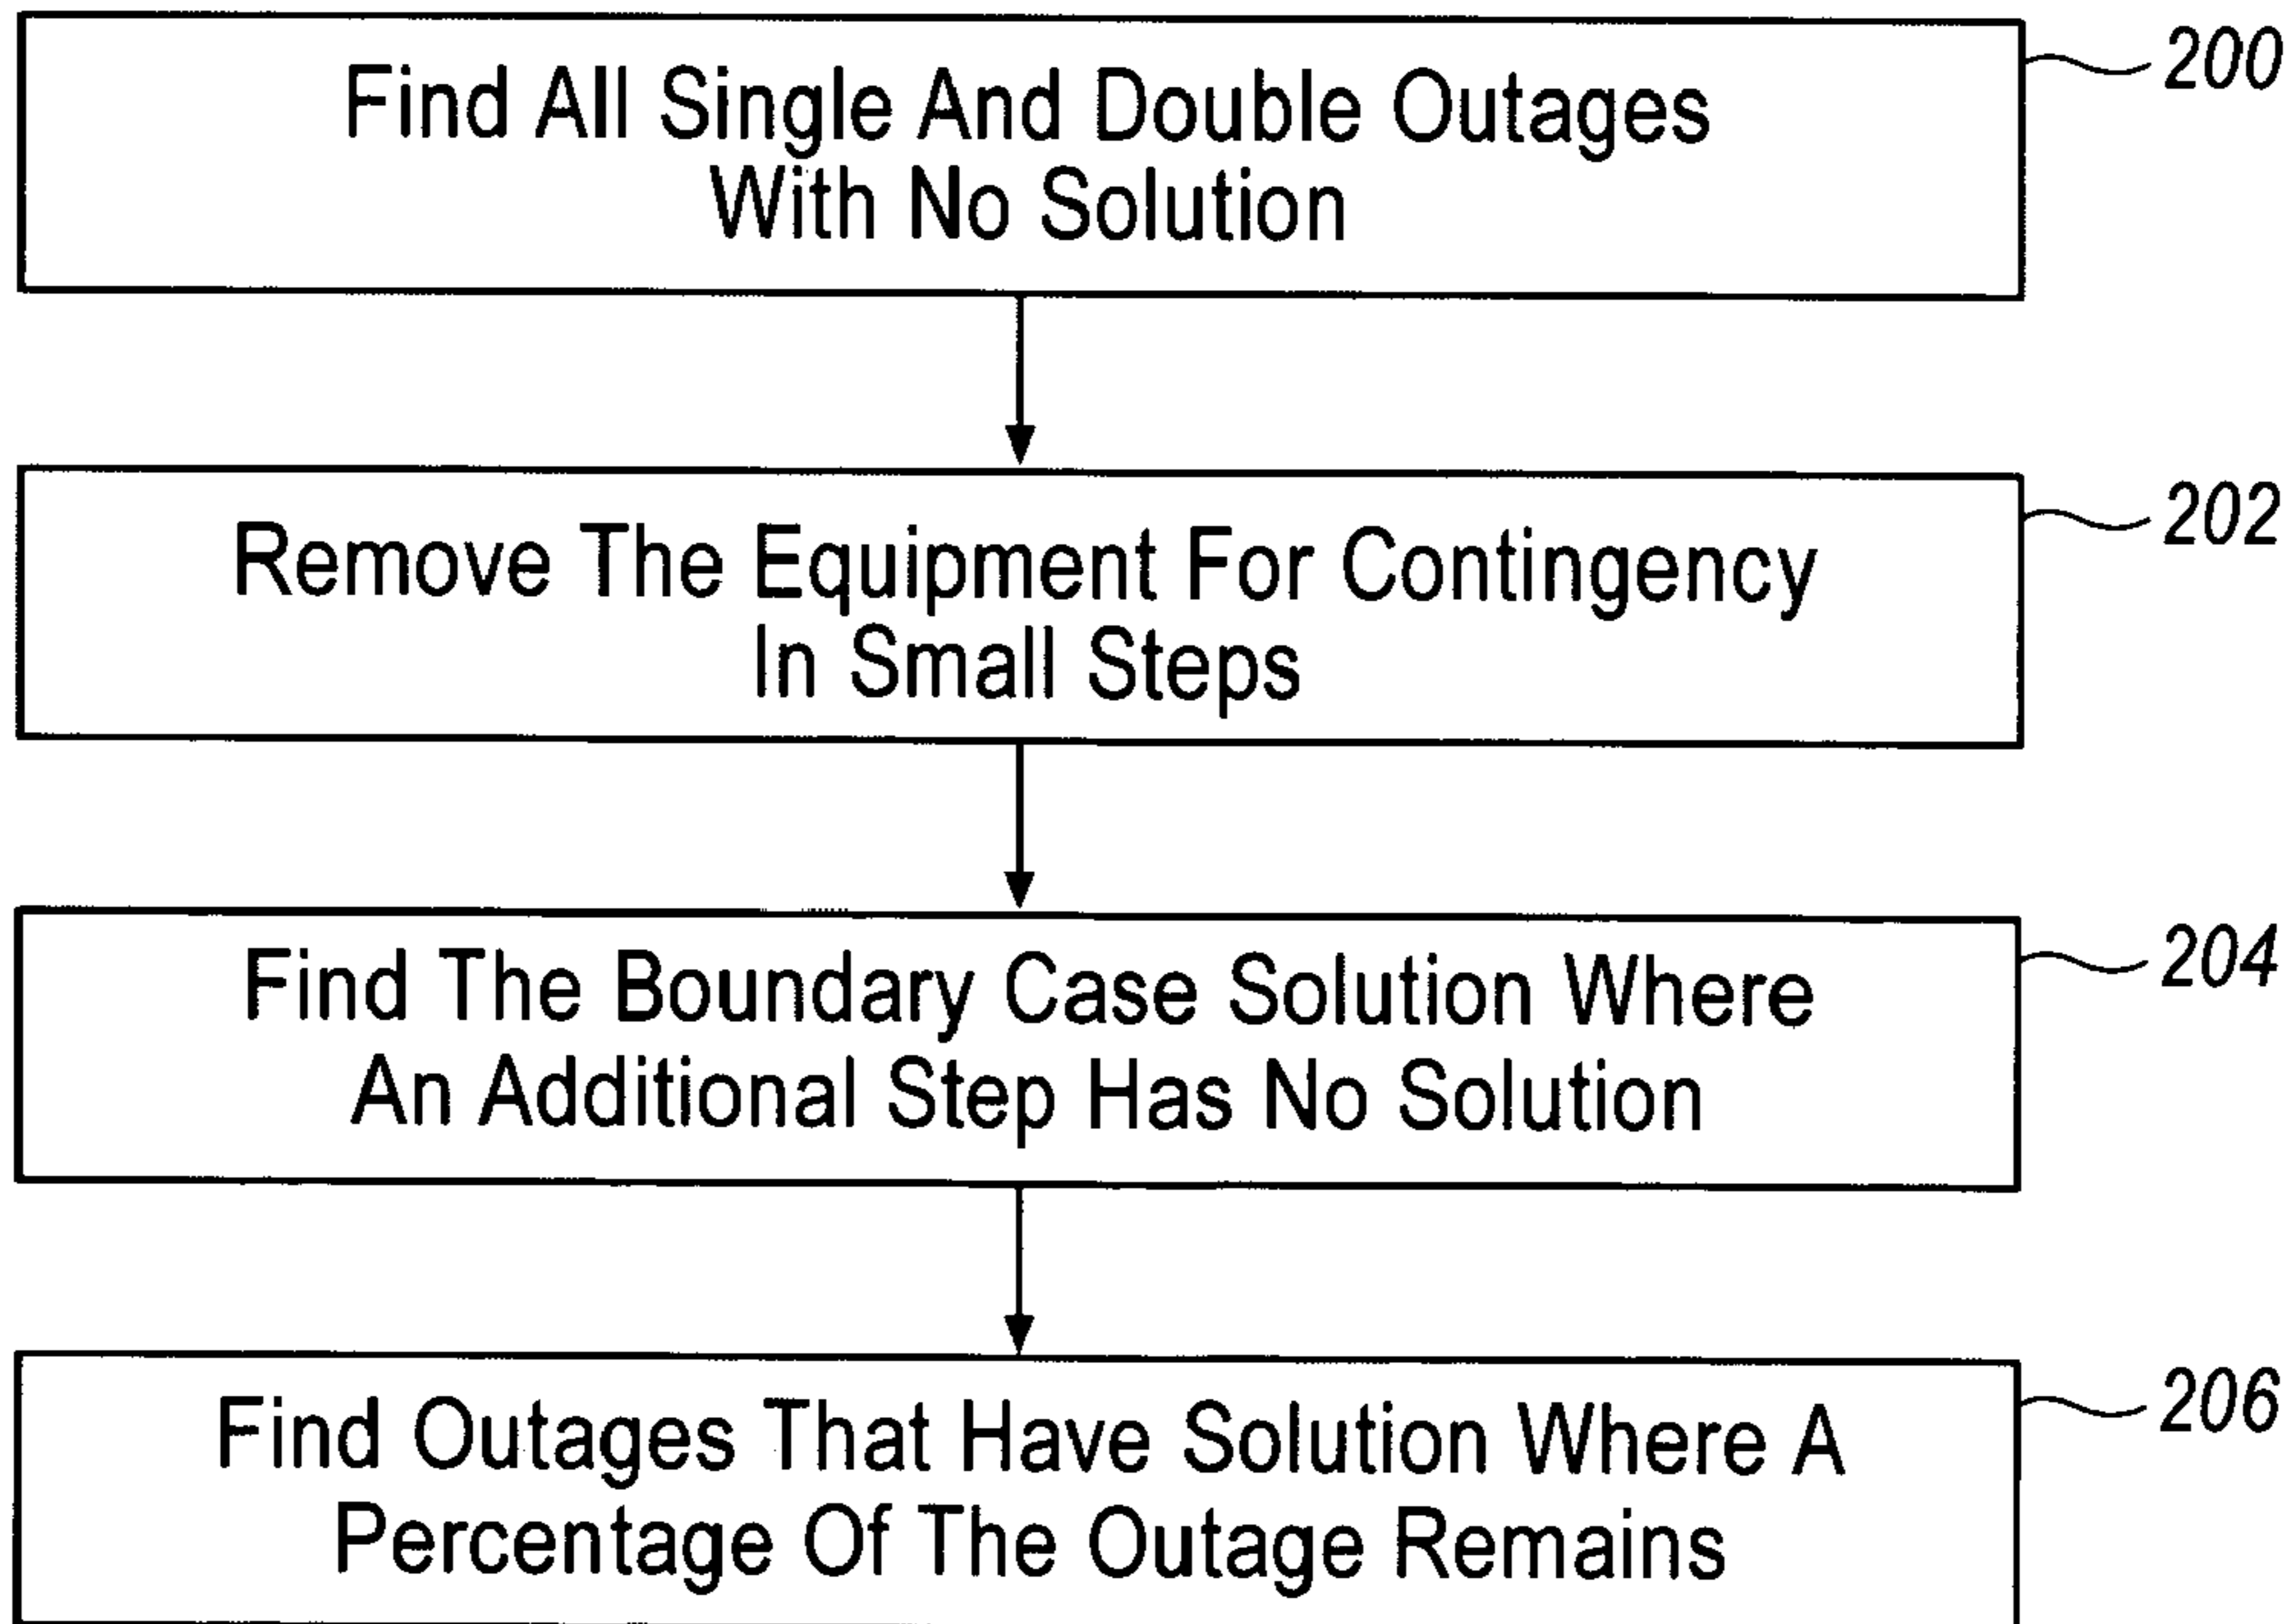 Find All Single And Double Outages
With No Solution
200
Remove The Equipment For Contingency
In Small Steps
202
Find The Boundary Case Solution Where
An Additional Step Has No Solution
204
Find Outages That Have Solution Where A
Percentage Of The Outage Remains
206